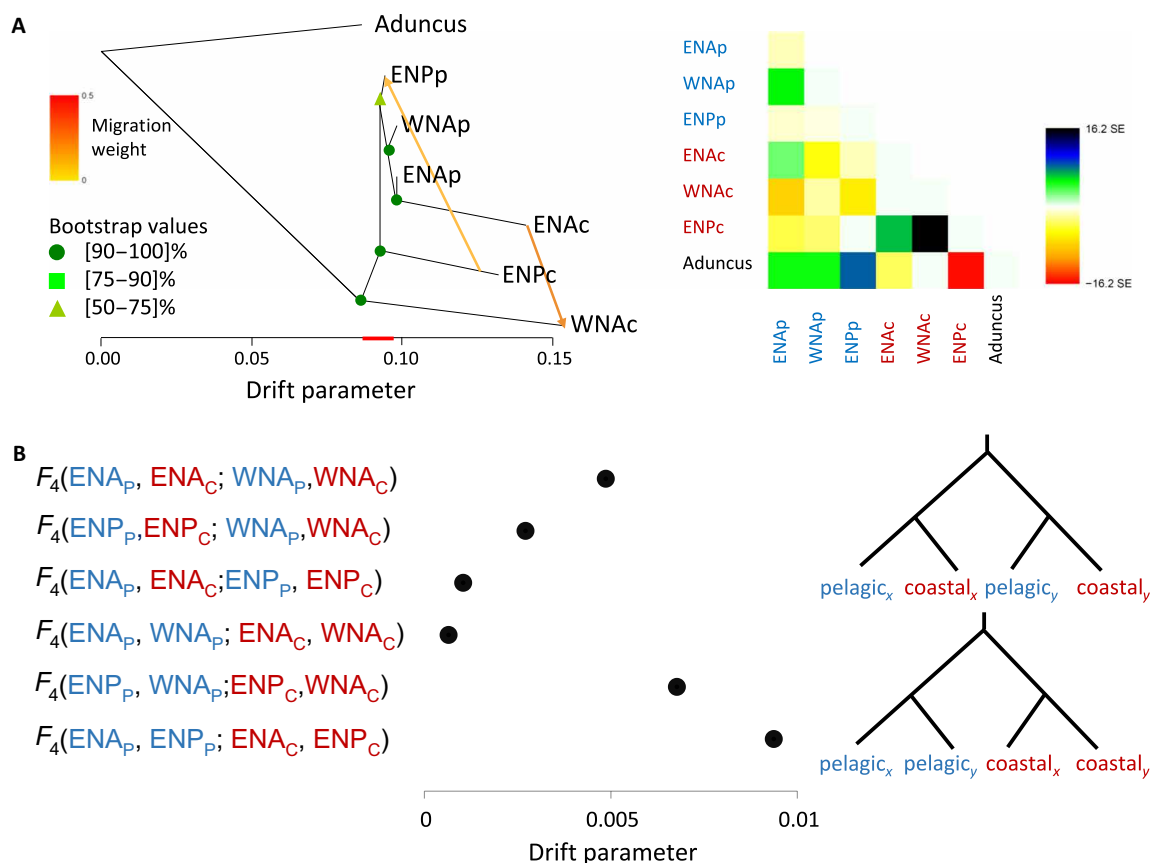 A
Aduncus
ENPp
WNAp
ENAp
ENAc
ENPc
WNAc
0.5
Migration
weight
0
Bootstrap values
[90–100]%
[75–90]%
[50–75]%
0.00
0.05
0.10
0.15
Drift parameter
ENAp
WNAp
ENPp
ENAc
WNAc
ENPc
Aduncus
ENAp
WNAp
ENPp
ENAc
WNAc
ENPc
Aduncus
16.2 SE
−16.2 SE
B
F4(ENAP, ENAC; WNAP,WNAC)
F4(ENPP,ENPC; WNAP,WNAC)
F4(ENAP, ENAC;ENPP, ENPC)
F4(ENAP, WNAP; ENAC, WNAC)
F4(ENPP, WNAP;ENPC,WNAC)
F4(ENAP, ENPP; ENAC, ENPC)
0
0.005
0.01
Drift parameter
pelagicx coastalx pelagicy coastaly
pelagicx pelagicy coastalx coastaly